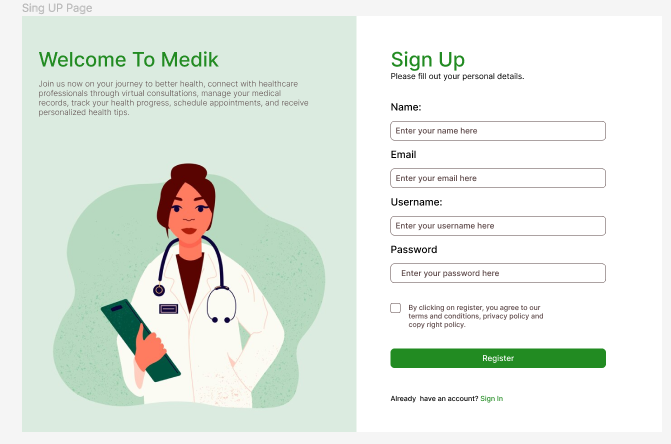 Sing UP Page
Welcome To Medik
Join us now on your journey to better health, connect with healthcare
professionals through virtual consultations, manage your medical
records, track your health progress, schedule appointments, and receive
personalized health tips.
Sign Up
Please fill out your personal details.
Name:
Enter your name here
Email
Enter your email here
Username:
Enter your username here
Password
Enter your password here
By clicking on register, you agree to our
terms and conditions, privacy policy and
copy right policy.
Register
Already have an account? Sign In